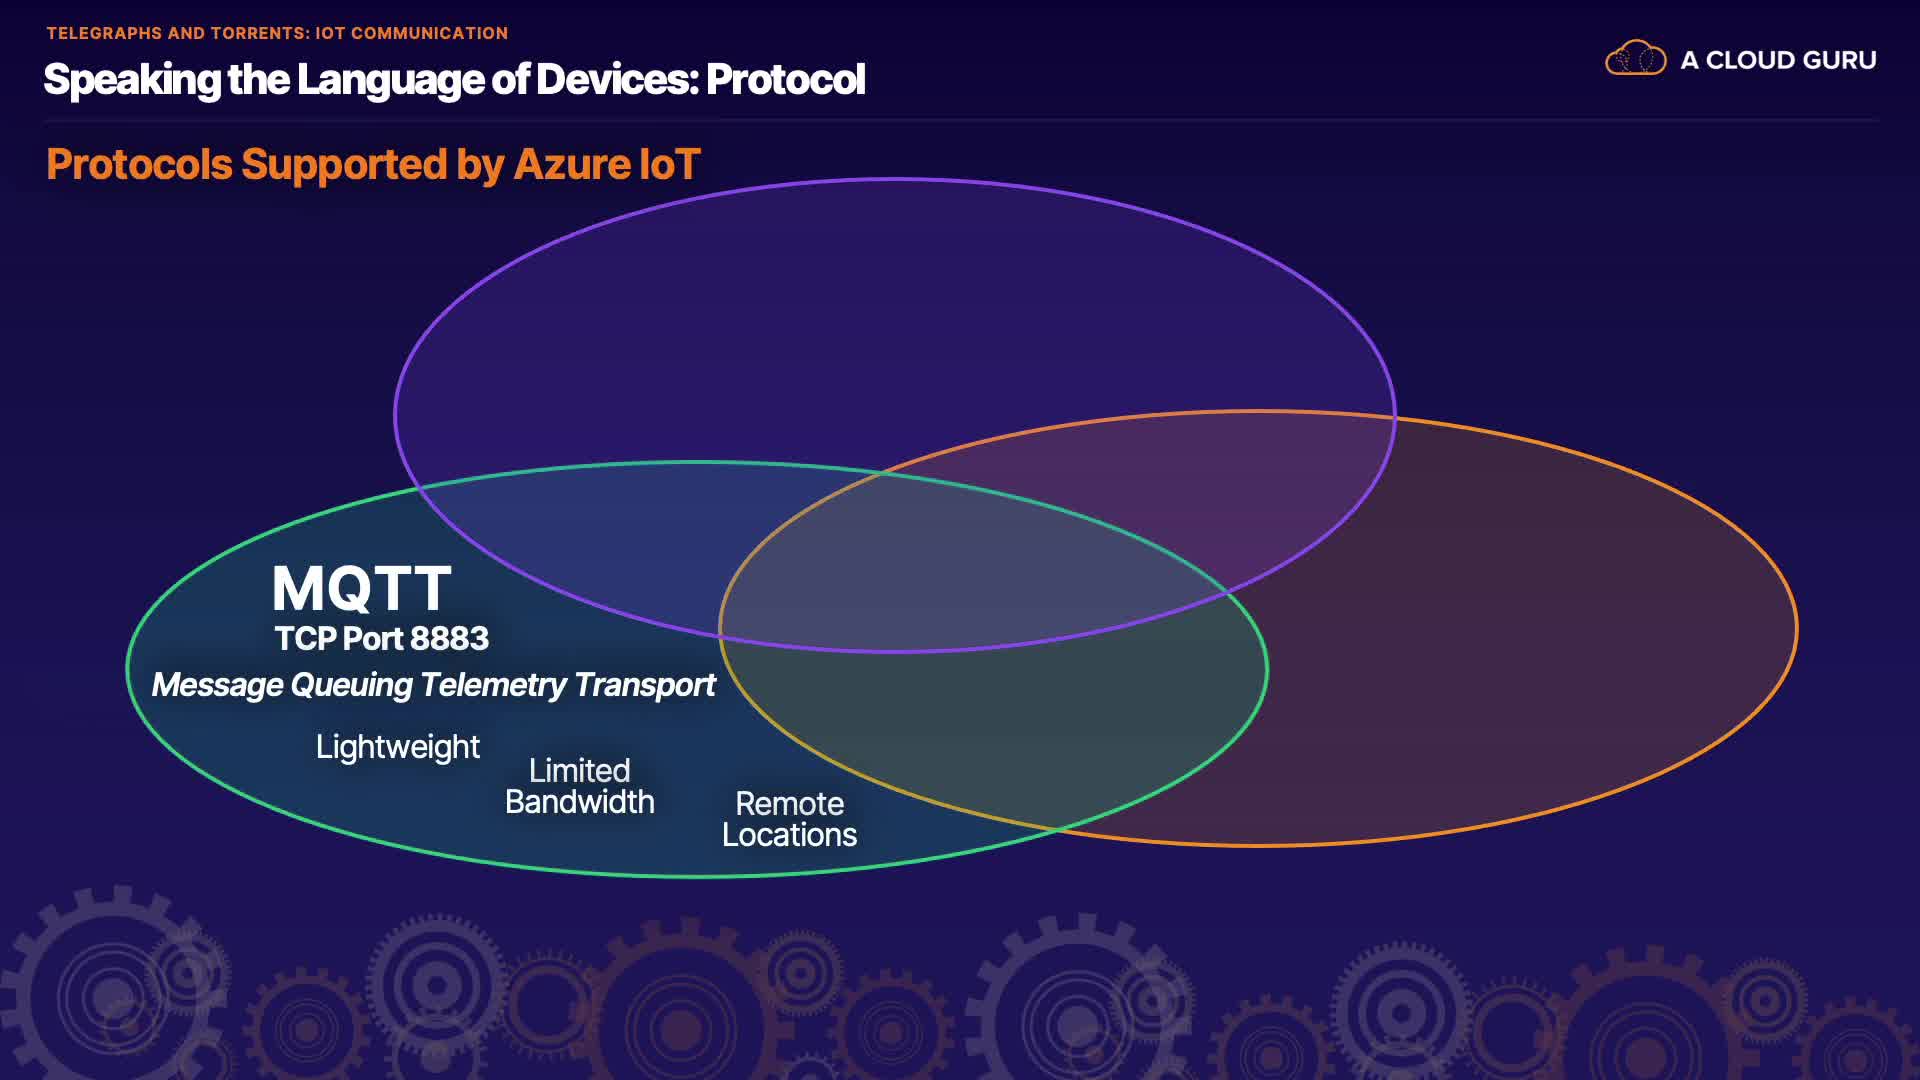 TELEGRAPHS AND TORRENTS: IOT COMMUNICATION
Speaking the Language of Devices: Protocol
A CLOUD GURU
Protocols Supported by Azure IoT
MQTT
TCP Port 8883
Message Queuing Telemetry Transport
Lightweight
Limited
Bandwidth
Remote
Locations